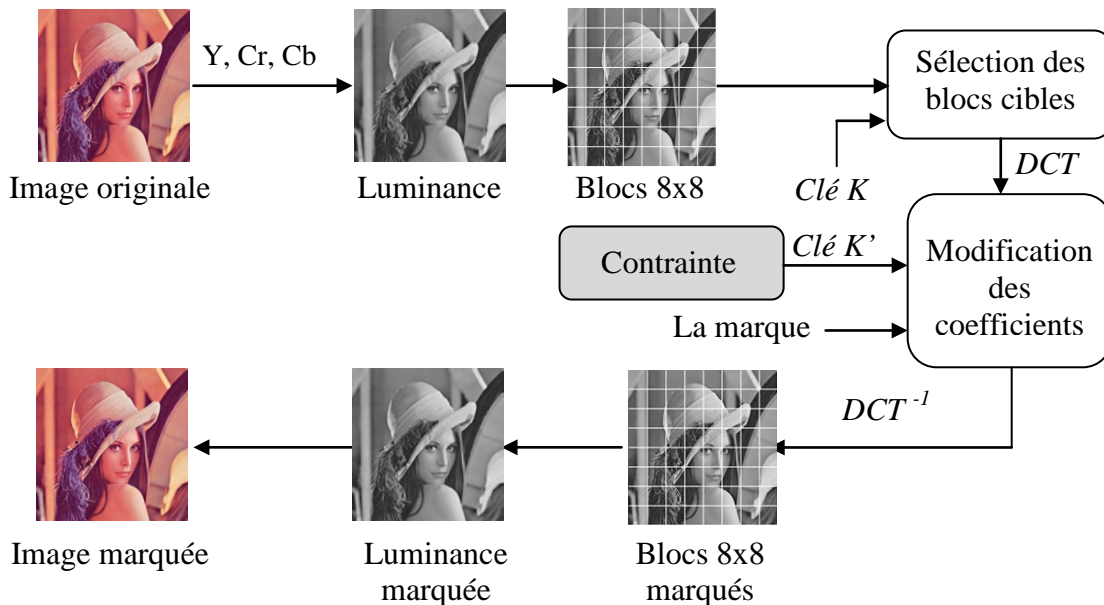 Y, Cr, Cb
Sélection des
blocs cibles
Image originale
Luminance
Blocs 8x8
Clé K
DCT
Contrainte
Clé K’
Modification
des
coefficients
La marque
DCT -1
Image marquée
Luminance
marquée
Blocs 8x8
marqués